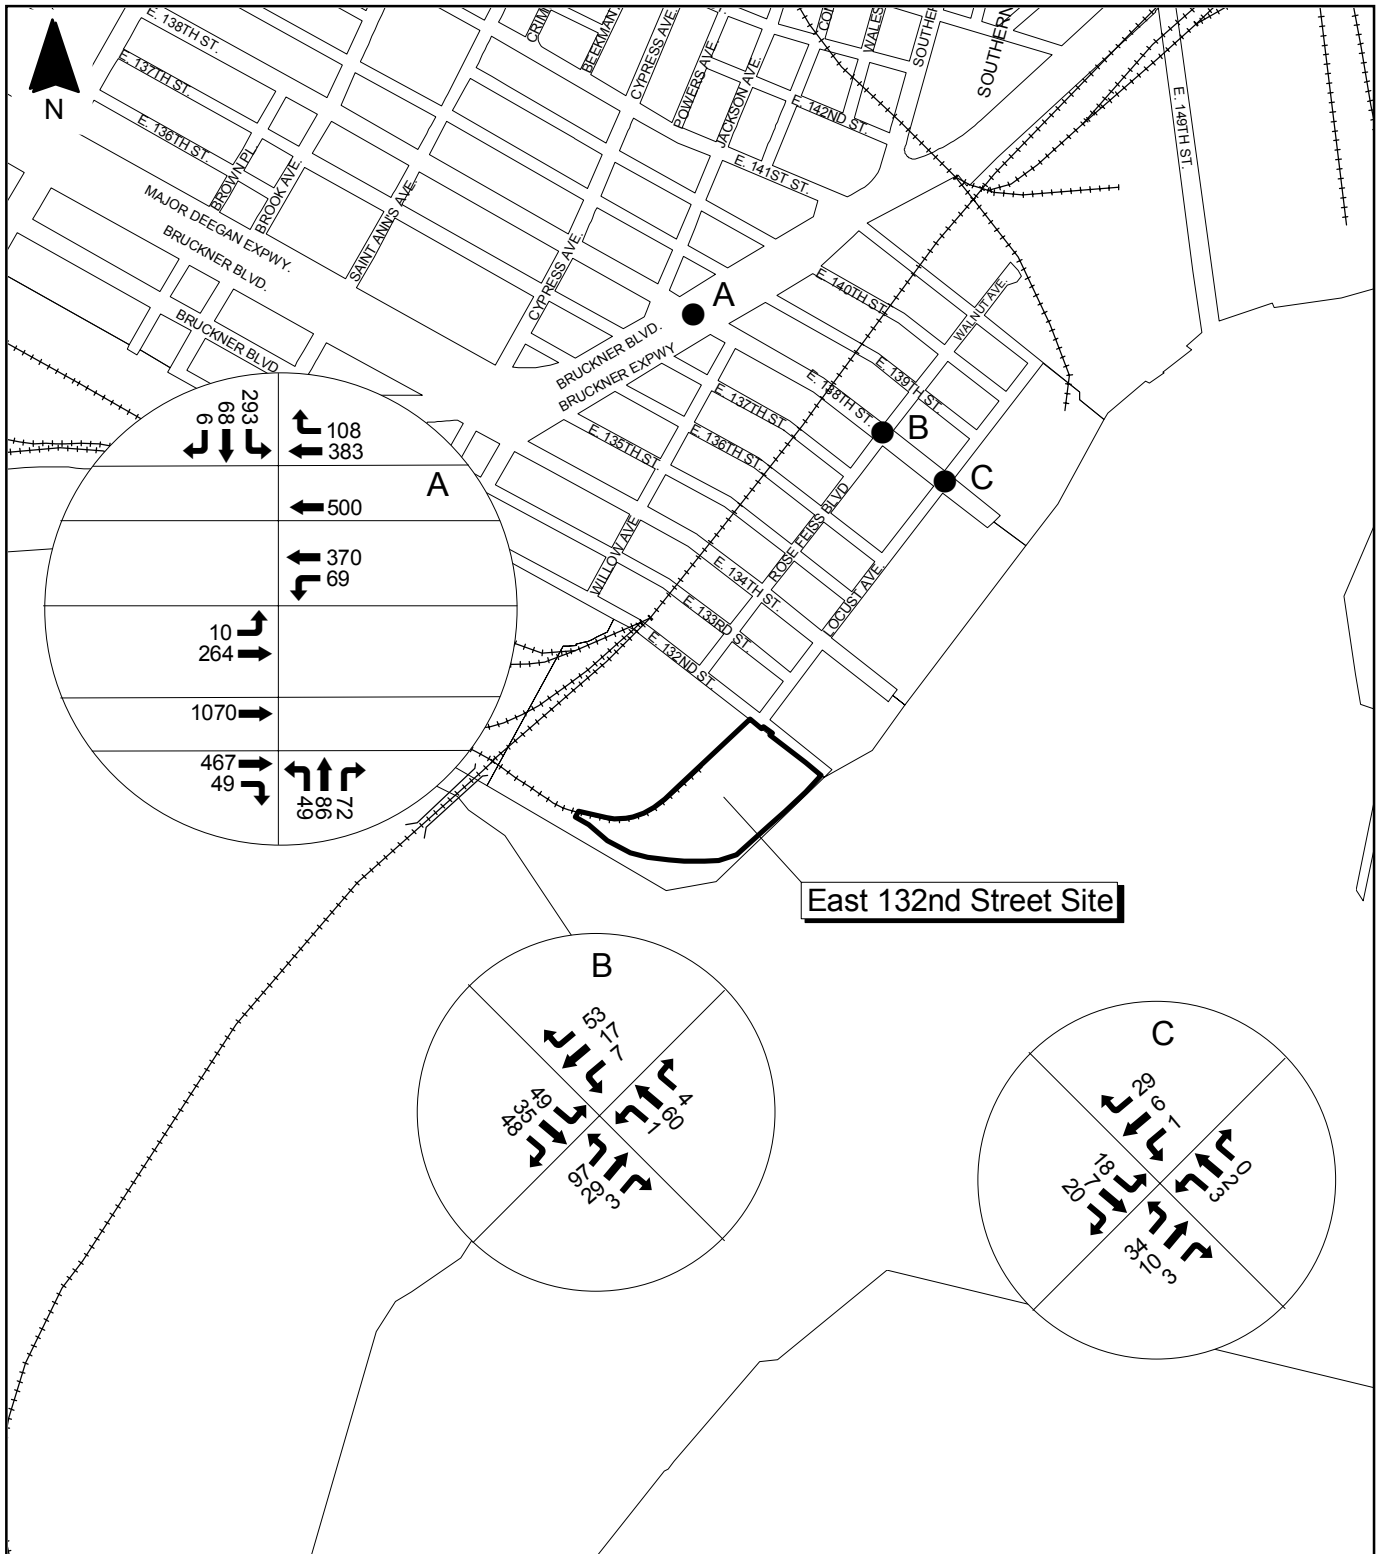 N
E. 138TH ST.
E. 137TH ST.
E. 136TH ST.
BROWN PL.
BROOK AVE.
SAINT ANN'S AVE.
MAJOR DEEGAN EXPWY.
BRUCKNER BLVD.
BRUCKNER BLVD.
BEEKMAN
CYPRESS AVE.
CYPRESS AVE.
POWERS AVE.
JACKSON AVE.
WALES
SOUTHERN
E. 142ND ST.
E. 141ST ST.
E. 149TH ST.
A
BRUCKNER BLVD.
BRUCKNER EXPWY
E. 140TH ST.
WALNUT AVE.
E. 139TH ST.
E. 138TH ST.
E. 137TH ST.
E. 136TH ST.
E. 135TH ST.
B
C
ROSE FEISS BLVD
WILLOW AVE.
LOCUST AVE.
E. 134TH ST.
E. 133RD ST.
E. 132ND ST.
A
6
68
293
108
383
500
370
69
10
264
1070
467
49
49
86
72
East 132nd Street Site
B
53
17
7
4
60
1
49
35
48
97
29
3
C
29
6
1
0
2
3
18
7
20
34
10
3